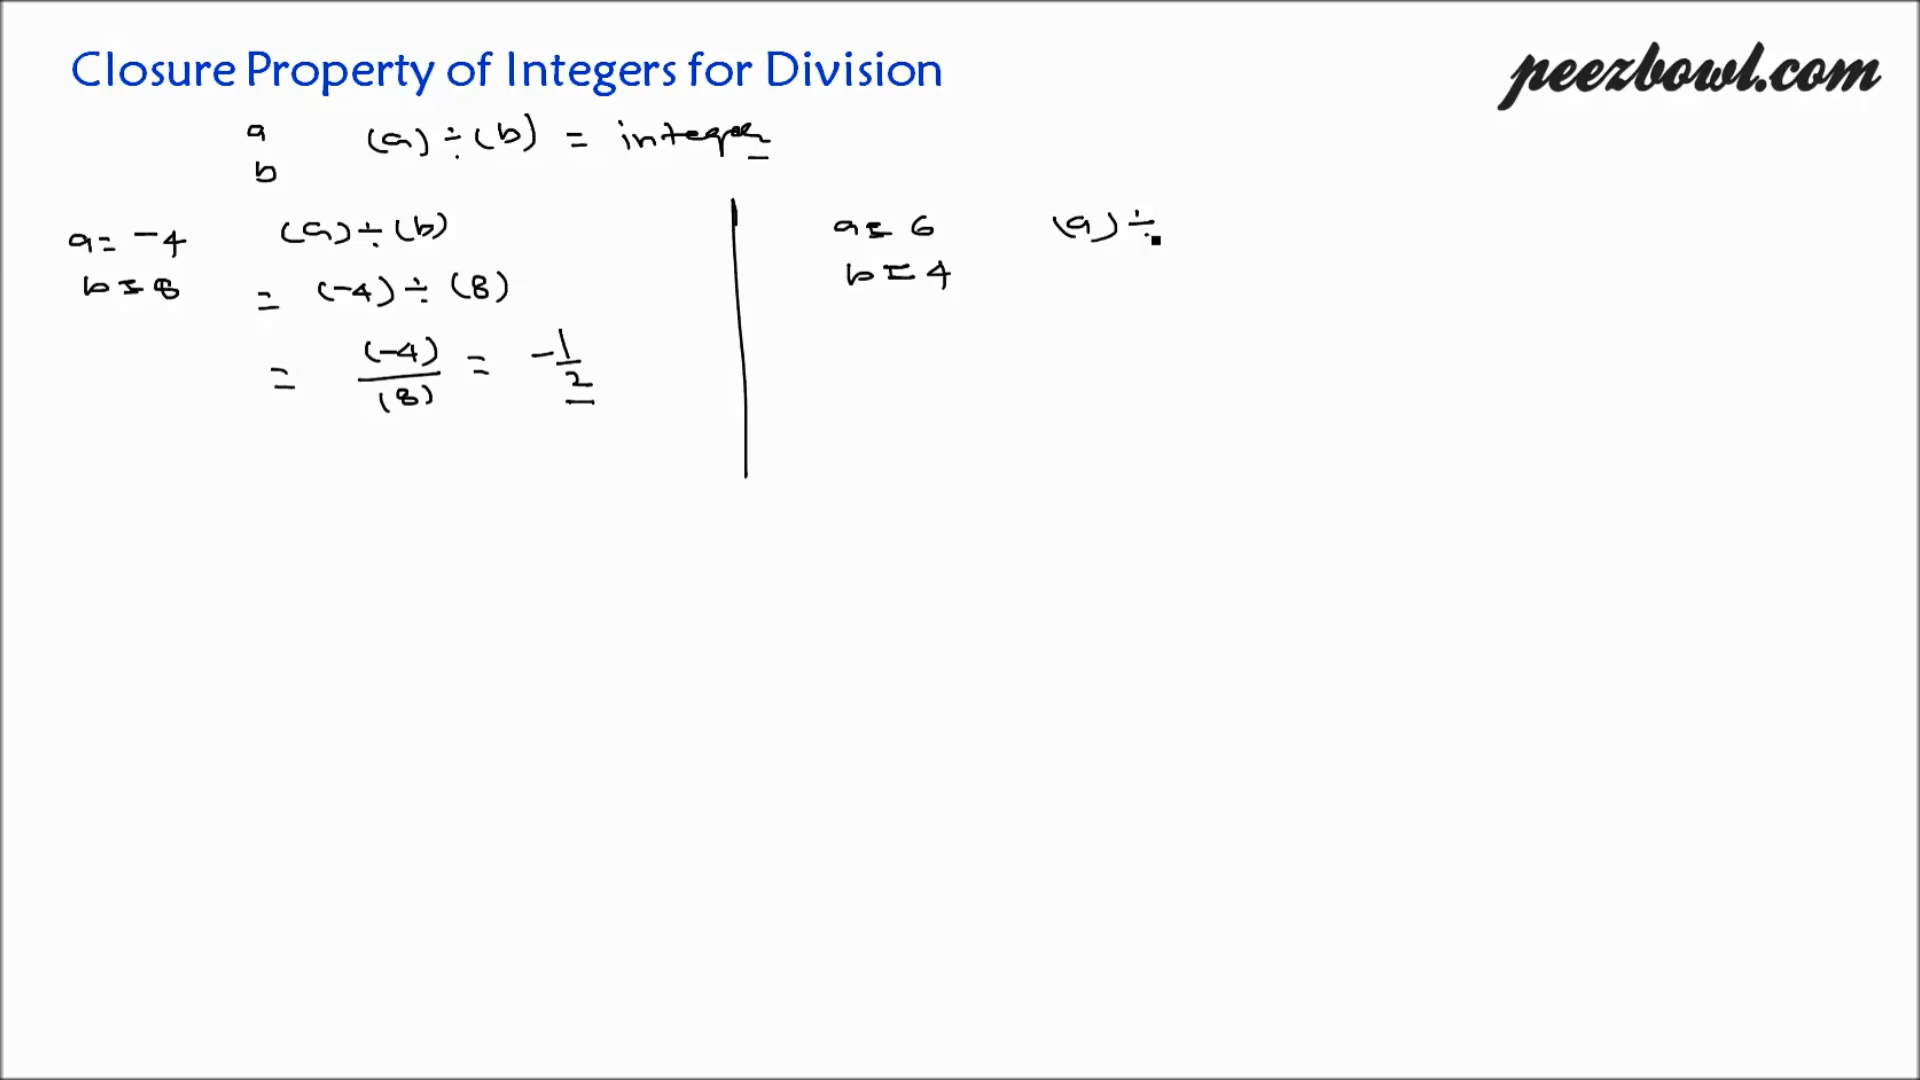 Closure Property of Integers for Division
peezbowl.com
a (a) ÷ (b) = integer
b
a = -4 (a) ÷ (b)
b = 8 = (-4) ÷ (8)
= (-4)/(8) = -1/2
a = 6 (a) ÷
b = 4